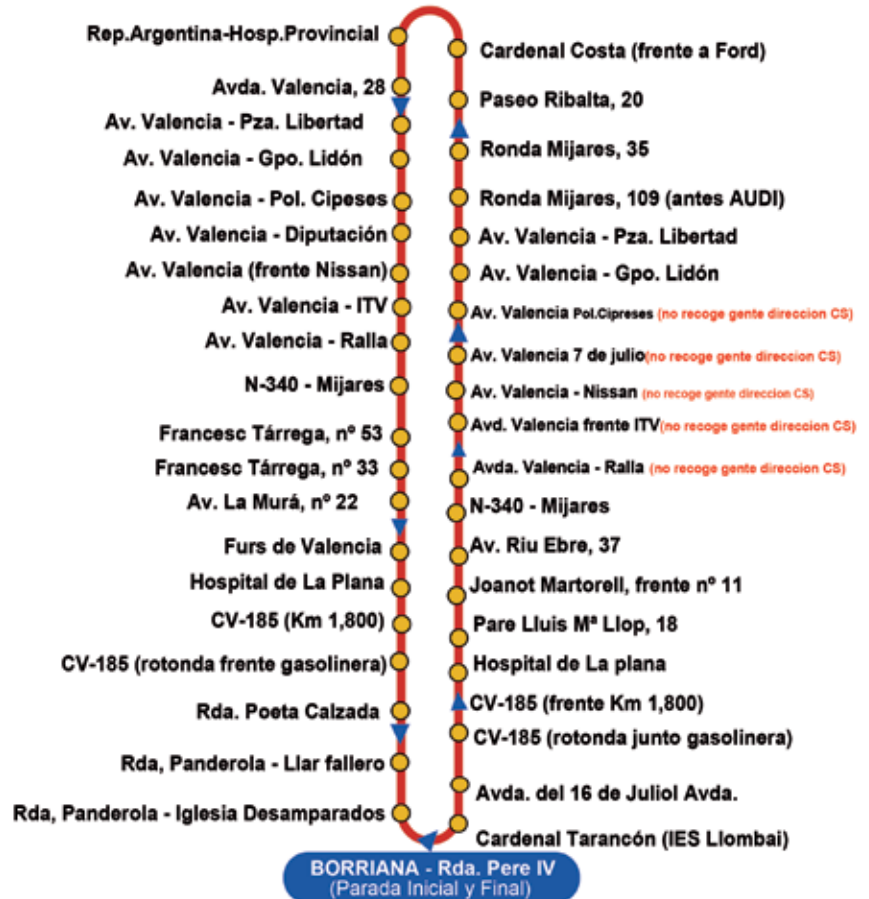 Rep.Argentina-Hosp.Provincial
Avda. Valencia, 28
Av. Valencia - Pza. Libertad
Av. Valencia - Gpo. Lidón
Av. Valencia - Pol. Cipeses
Av. Valencia - Diputación
Av. Valencia (frente Nissan)
Av. Valencia - ITV
Av. Valencia - Ralla
N-340 - Mijares
Francesc Tárrega, nº 53
Francesc Tárrega, nº 33
Av. La Murá, nº 22
Furs de Valencia
Hospital de La Plana
CV-185 (Km 1,800)
CV-185 (rotonda frente gasolinera)
Rda. Poeta Calzada
Rda, Panderola - Llar fallero
Rda, Panderola - Iglesia Desamparados
Cardenal Costa (frente a Ford)
Paseo Ribalta, 20
Ronda Mijares, 35
Ronda Mijares, 109 (antes AUDI)
Av. Valencia - Pza. Libertad
Av. Valencia - Gpo. Lidón
Av. Valencia Pol.Cipreses (no recoge gente direccion CS)
Av. Valencia 7 de julio(no recoge gente direccion CS)
Av. Valencia - Nissan (no recoge gente direccion CS)
Avd. Valencia frente ITV(no recoge gente direccion CS)
Avda. Valencia - Ralla (no recoge gente direccion CS)
N-340 - Mijares
Av. Riu Ebre, 37
Joanot Martorell, frente nº 11
Pare Lluis Mª Llop, 18
Hospital de La plana
CV-185 (frente Km 1,800)
CV-185 (rotonda junto gasolinera)
Avda. del 16 de Juliol Avda.
Cardenal Tarancón (IES Llombai)
BORRIANA - Rda. Pere IV
(Parada Inicial y Final)